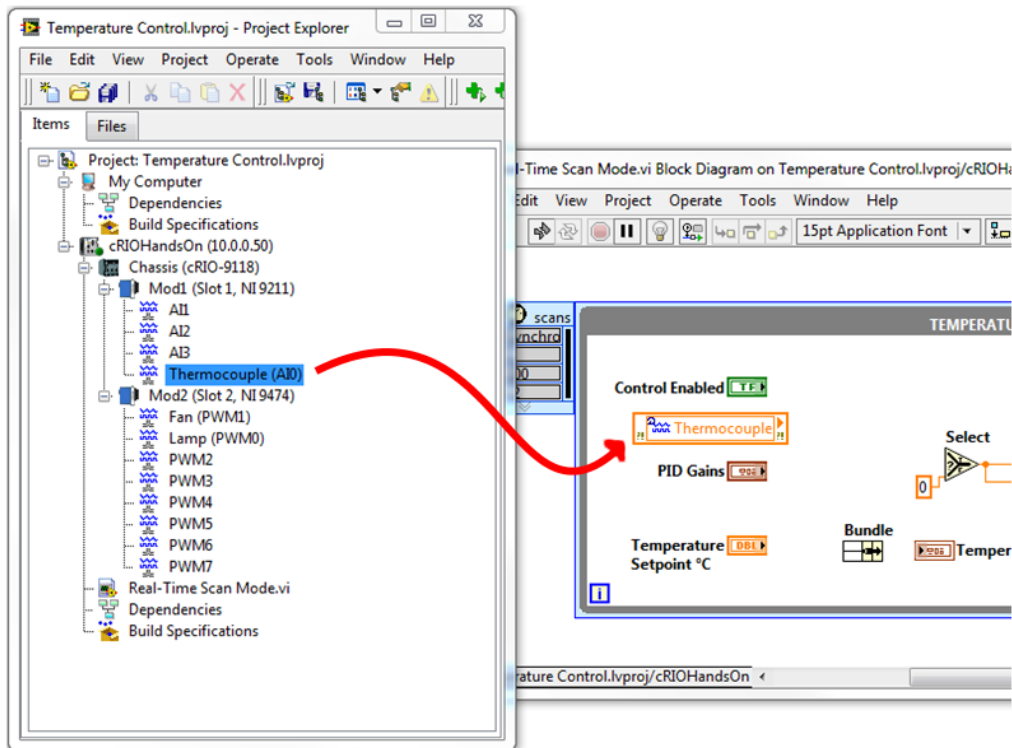 Temperature Control.lvproj - Project Explorer
File Edit View Project Operate Tools Window Help
Items Files
Project: Temperature Control.lvproj
My Computer
Dependencies
Build Specifications
cRIOHandsOn (10.0.0.50)
Chassis (cRIO-9118)
Mod1 (Slot 1, NI 9211)
AI1
AI2
AI3
Thermocouple (AI0)
Mod2 (Slot 2, NI 9474)
Fan (PWM1)
Lamp (PWM0)
PWM2
PWM3
PWM4
PWM5
PWM6
PWM7
Real-Time Scan Mode.vi
Dependencies
Build Specifications
l-Time Scan Mode.vi Block Diagram on Temperature Control.lvproj/cRIOHa
Edit View Project Operate Tools Window Help
15pt Application Font
scans
ynchro
00
2
TEMPERATU
Control Enabled TF
Thermocouple
PID Gains
Select
0
Temperature DBL
Setpoint °C
Bundle
Temper
i
rature Control.lvproj/cRIOHandsOn